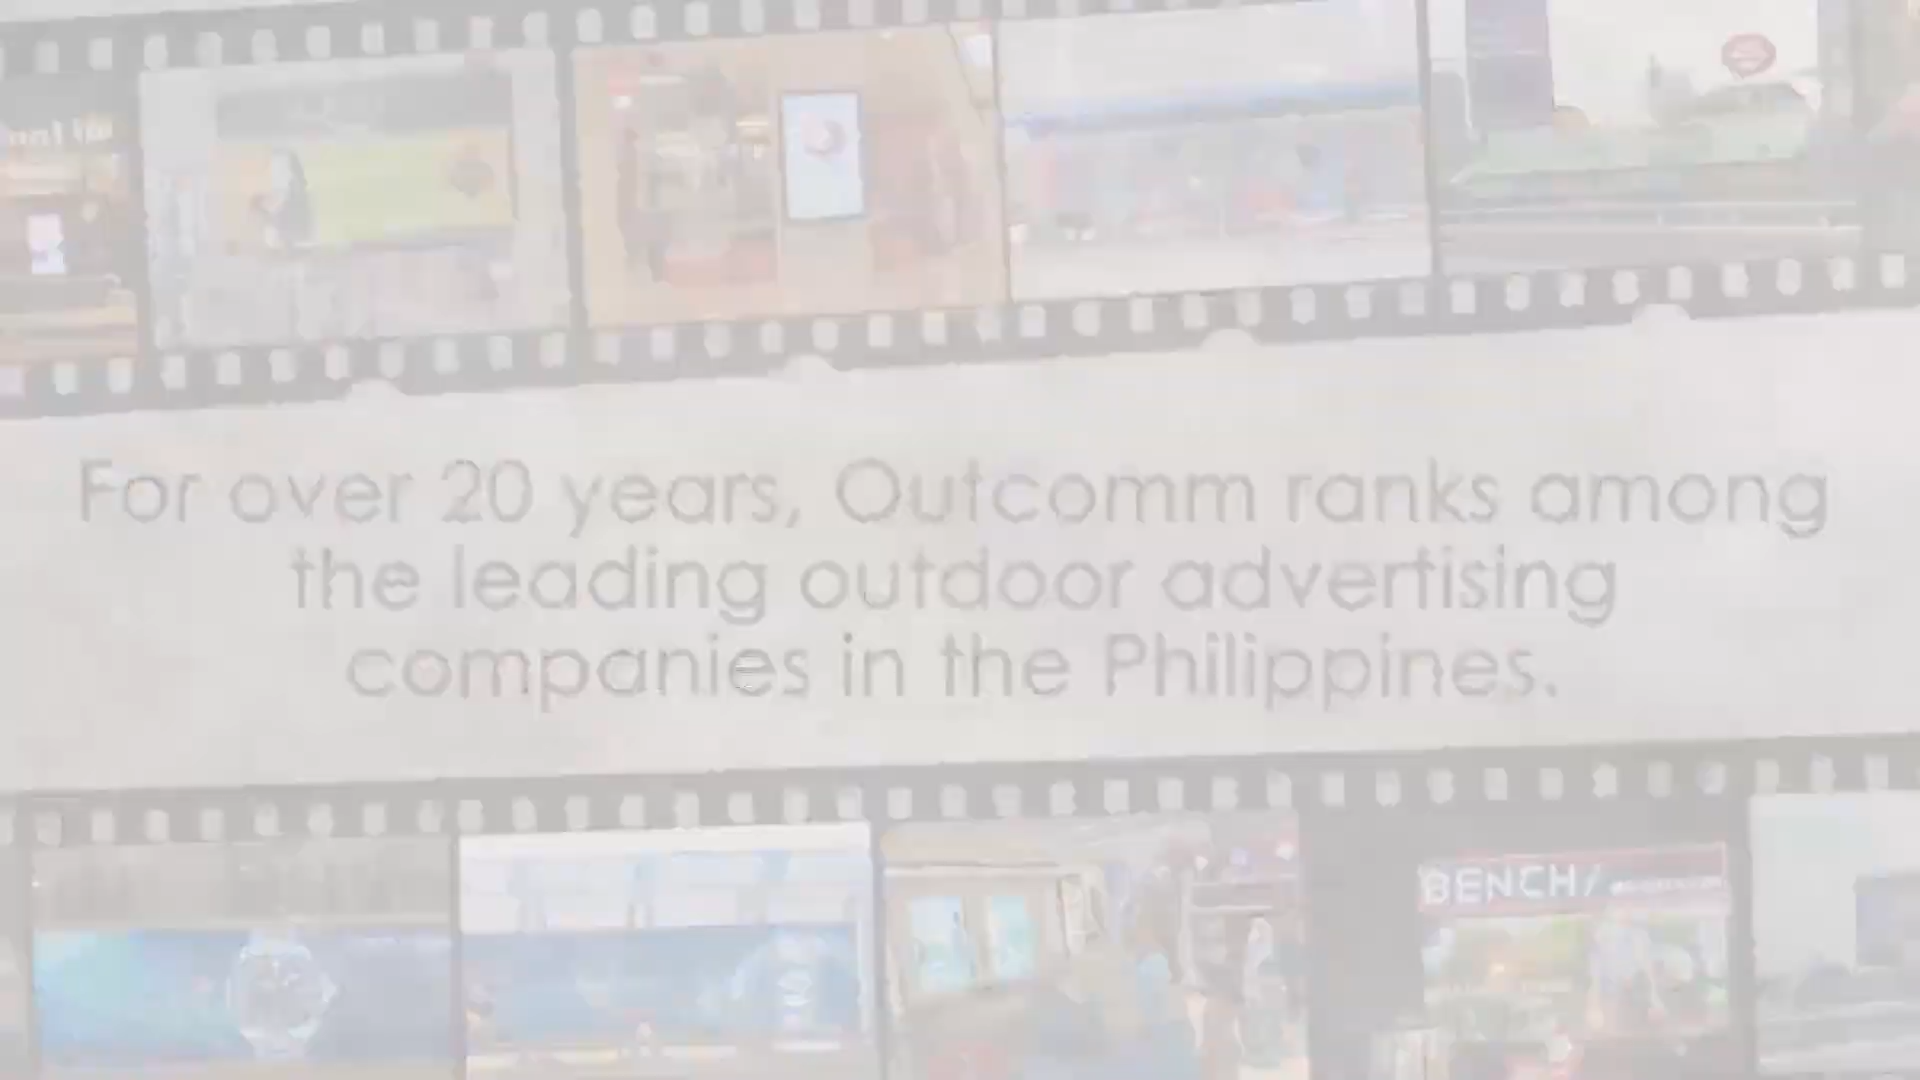 For over 20 years, Outcomm ranks among
the leading outdoor advertising
companies in the Philippines.
BENCH/